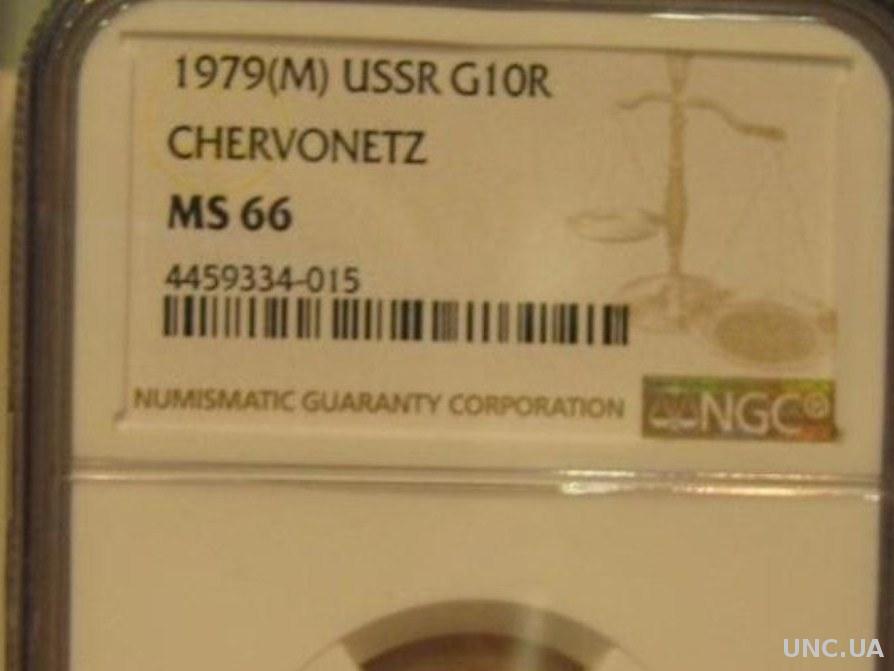 1979(M) USSR G10R
CHERVONETZ
MS 66
4459334-015
NUMISMATIC GUARANTY CORPORATION
NGC®
UNC.UA